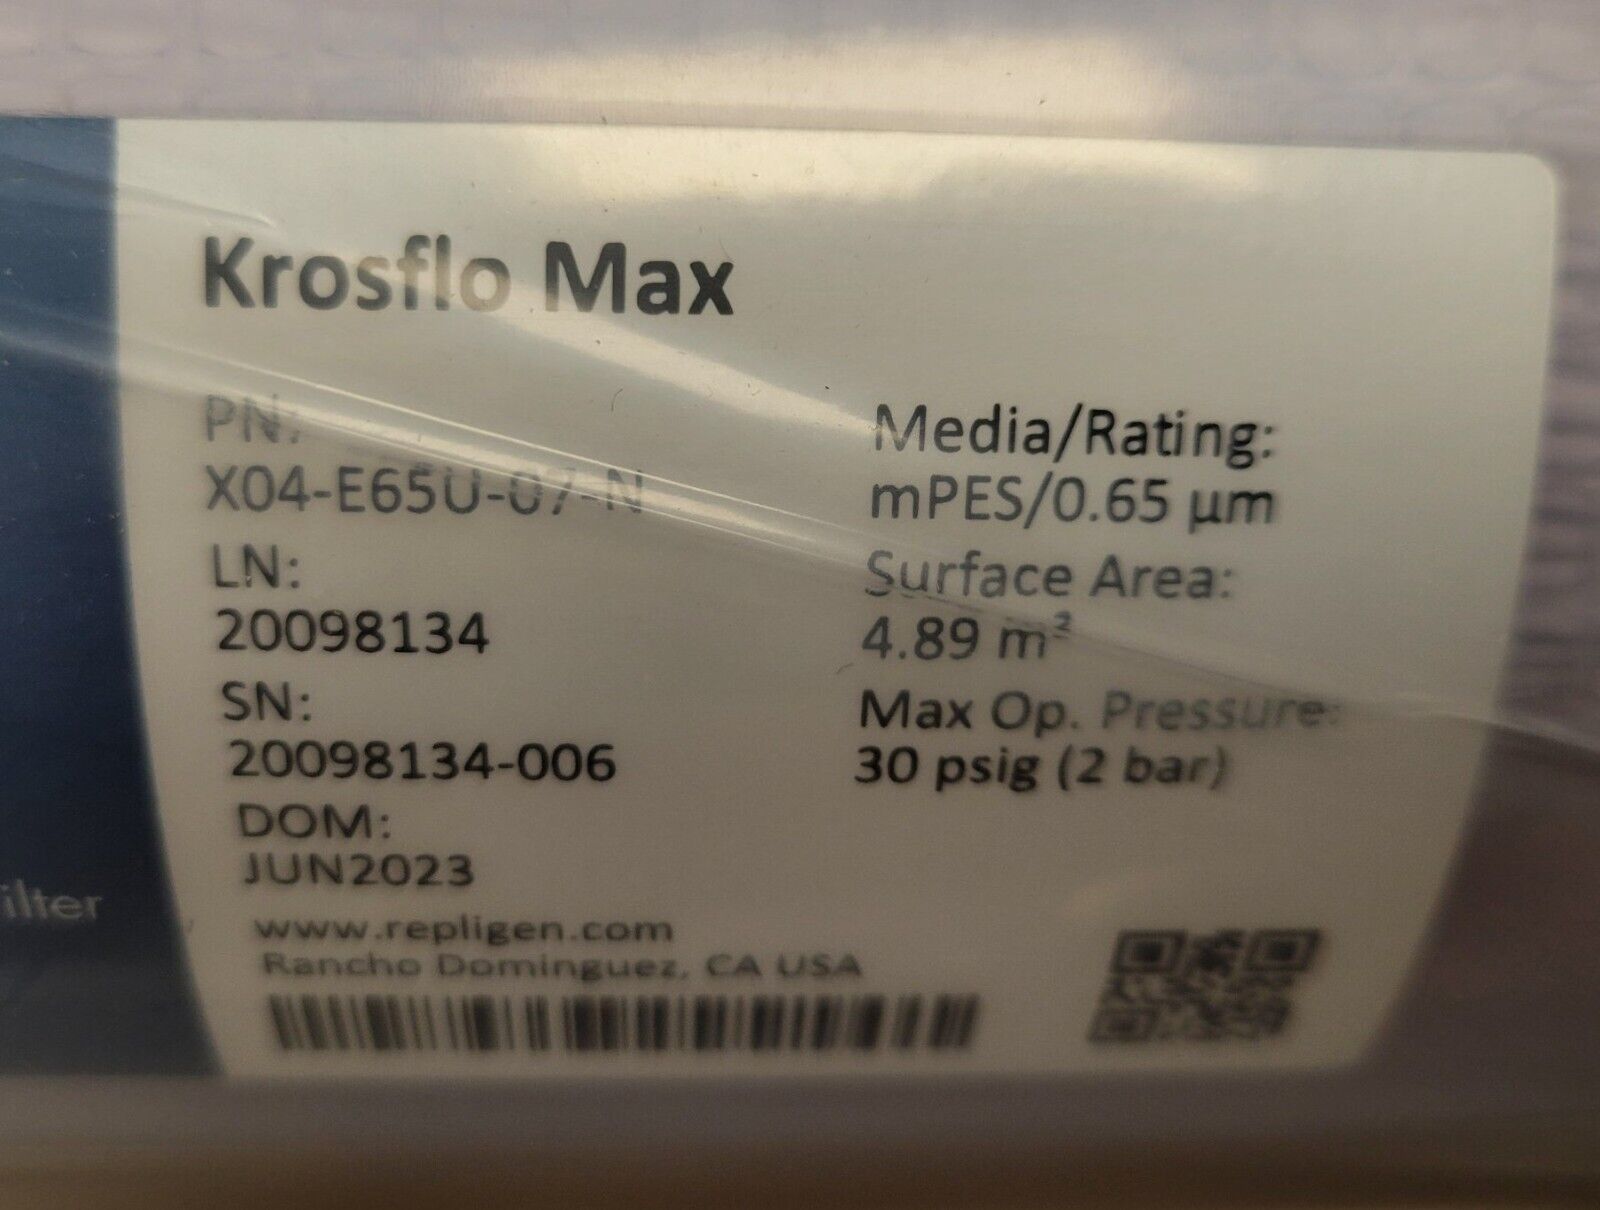 Krosflo Max
PN:
X04-E65U-07-N
LN:
20098134
SN:
20098134-006
DOM:
JUN2023
Media/Rating:
mPES/0.65 µm
Surface Area:
4.89 m²
Max Op. Pressure:
30 psig (2 bar)
www.repligen.com
Rancho Dominguez, CA USA
ilter